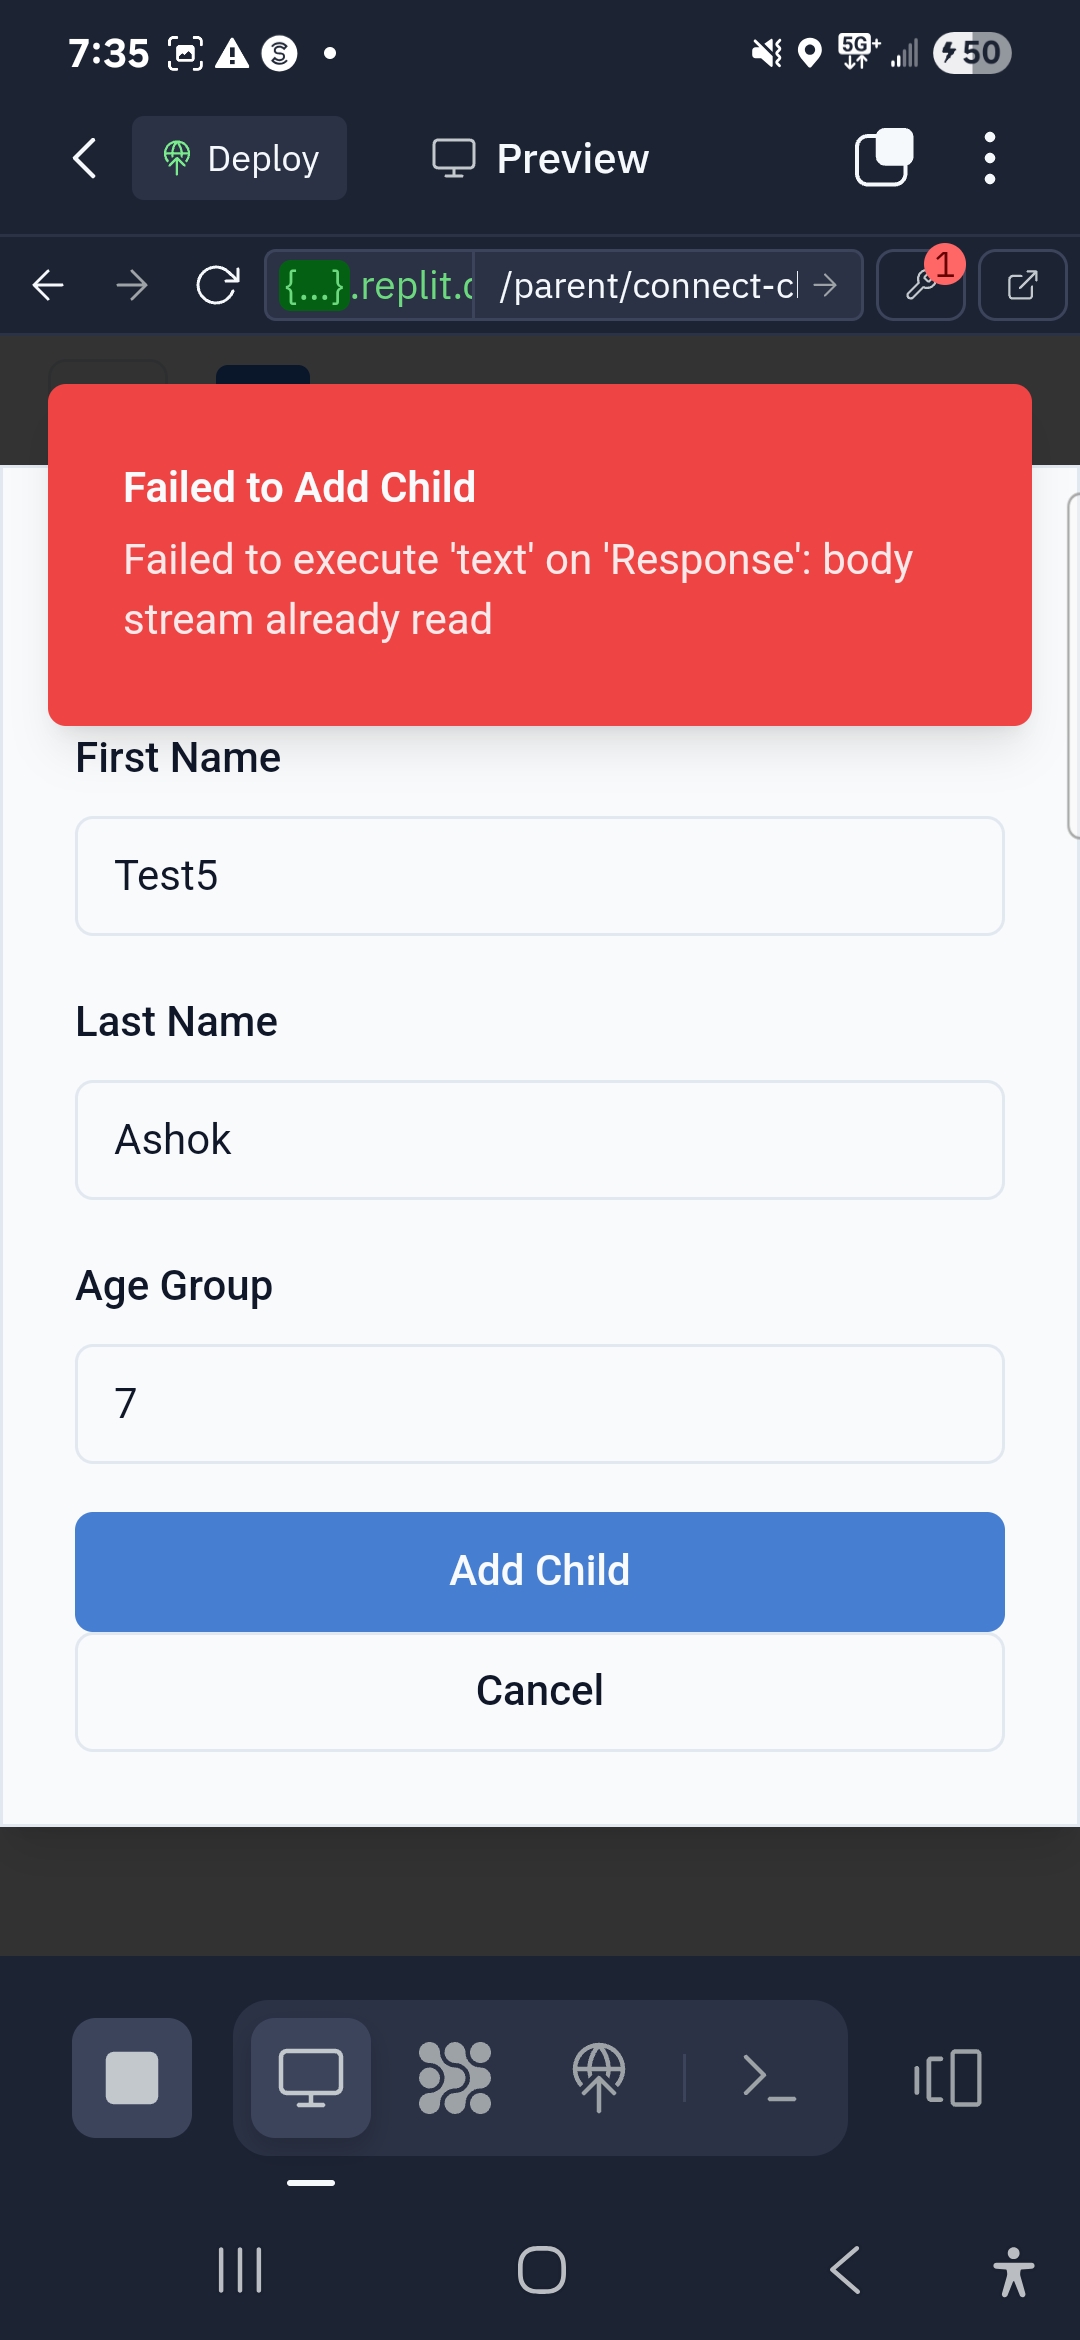 7:35
5G+
50
Deploy
Preview
{...}.replit.
/parent/connect-c
1
Failed to Add Child
Failed to execute 'text' on 'Response': body
stream already read
First Name
Test5
Last Name
Ashok
Age Group
7
Add Child
Cancel